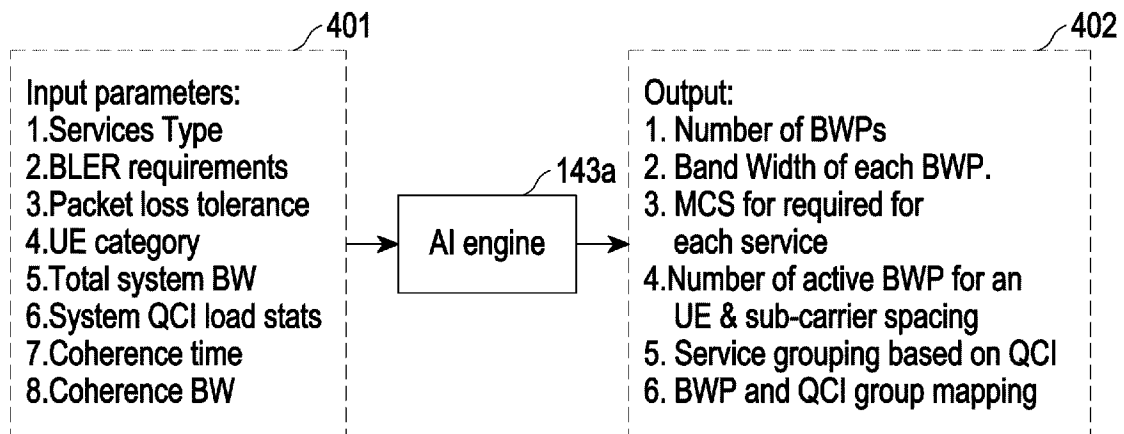 401
Input parameters:
1.Services Type
2.BLER requirements
3.Packet loss tolerance
4.UE category
5.Total system BW
6.System QCI load stats
7.Coherence time
8.Coherence BW
143a
AI engine
402
Output:
1. Number of BWPs
2. Band Width of each BWP.
3. MCS for required for
each service
4.Number of active BWP for an
UE & sub-carrier spacing
5. Service grouping based on QCI
6. BWP and QCI group mapping